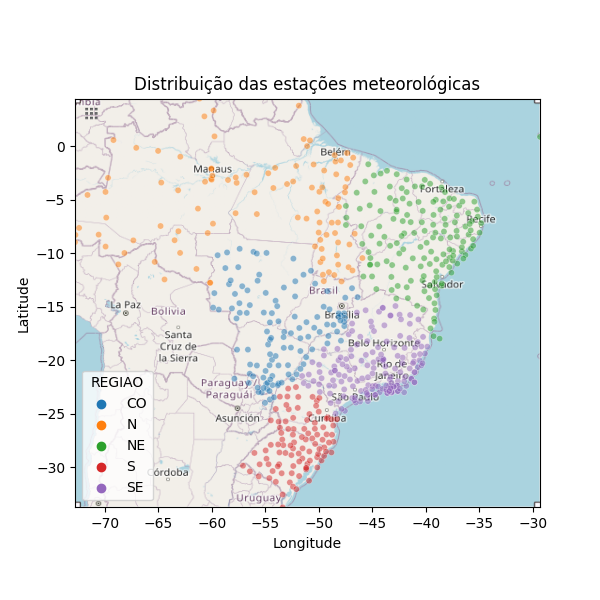 Distribuição das estações meteorológicas
Latitude
0
−5
−10
−15
−20
−25
−30
Belém
Manaus
Fortaleza
Recife
Salvador
Brasil
Brasília
La Paz
Bolivia
Santa
Cruz de
la Sierra
Belo Horizonte
Rio de
Janeiro
São Paulo
Paraguay /
Paraguái
Asunción
Curitiba
órdoba
Uruguay
REGIAO
CO
N
NE
S
SE
−70
−65
−60
−55
−50
−45
−40
−35
−30
Longitude